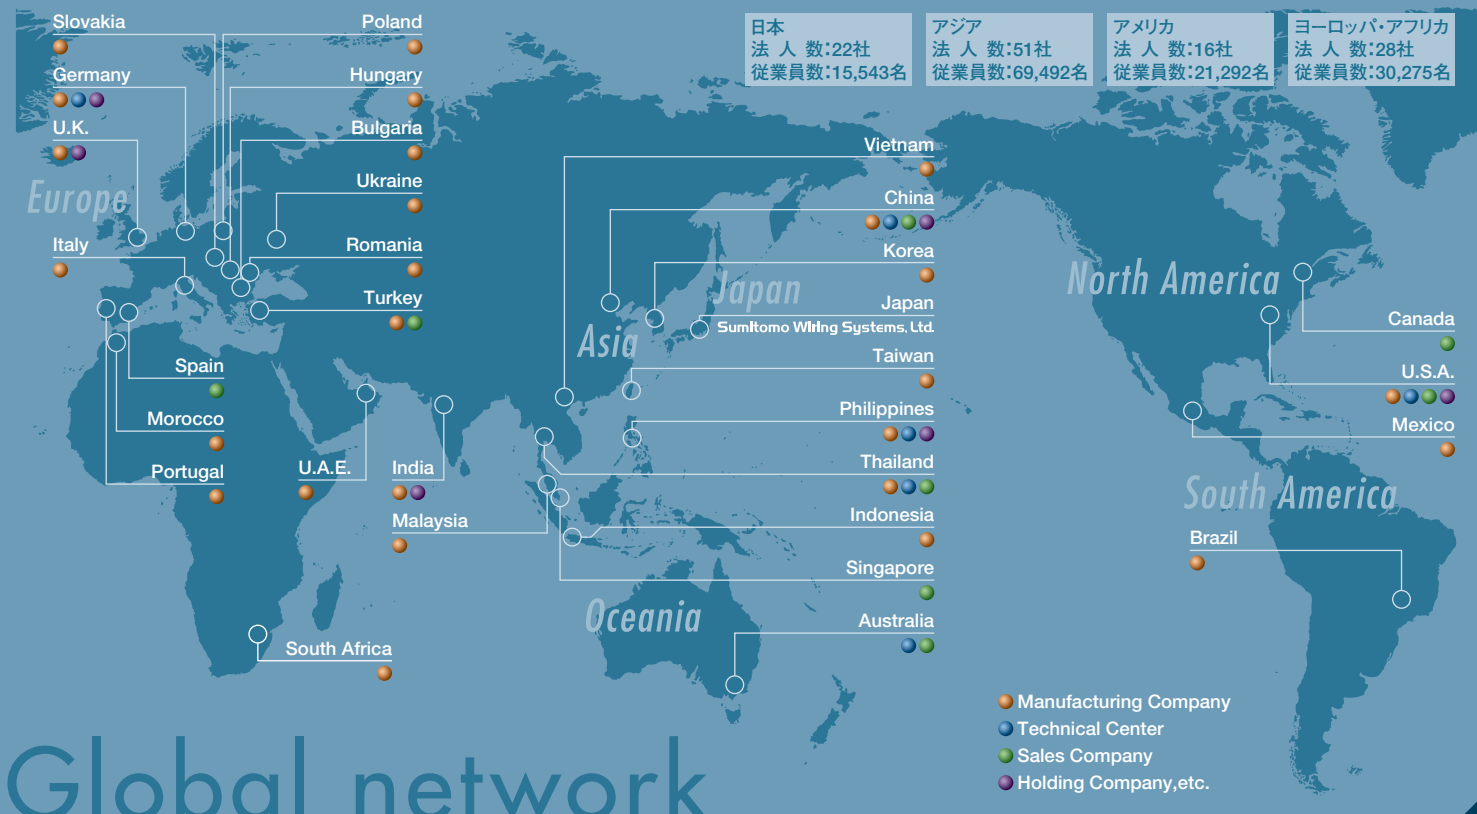 日本
法 人 数:22社
従業員数:15,543名
アジア
法 人 数:51社
従業員数:69,492名
アメリカ
法 人 数:16社
従業員数:21,292名
ヨーロッパ・アフリカ
法 人 数:28社
従業員数:30,275名
Slovakia
Germany
U.K.
Europe
Italy
Poland
Hungary
Bulgaria
Ukraine
Romania
Turkey
Spain
Morocco
Portugal
U.A.E.
India
Malaysia
South Africa
Vietnam
China
Korea
Japan
Japan
Sumitomo Wiring Systems, Ltd.
Asia
Taiwan
Philippines
Thailand
Indonesia
Singapore
Oceania
Australia
North America
Canada
U.S.A.
Mexico
South America
Brazil
Manufacturing Company
Technical Center
Sales Company
Holding Company,etc.
Global network